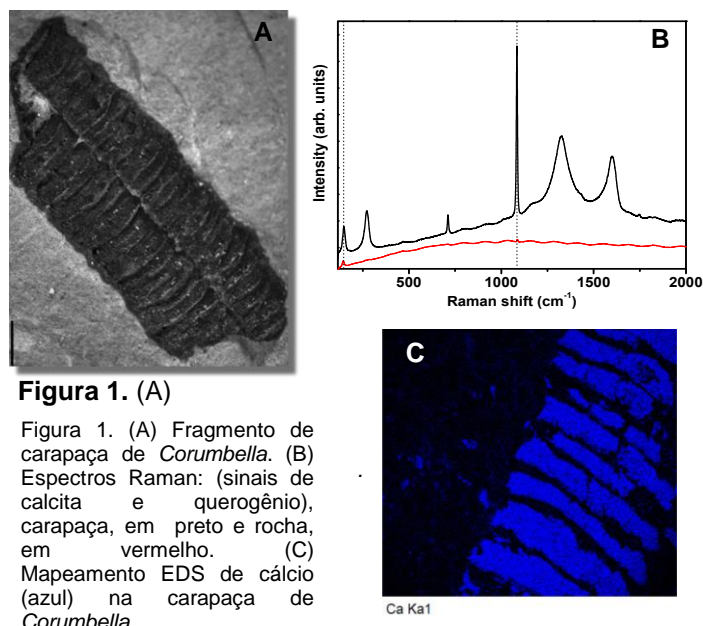 A
B
Intensity (arb. units)
500
1000
1500
2000
Raman shift (cm⁻¹)
Figura 1. (A)
Figura 1. (A) Fragmento de
carapaça de Corumbella. (B)
Espectros Raman: (sinais de
calcita e querogênio),
carapaça, em preto e rocha,
em vermelho. (C)
Mapeamento EDS de cálcio
(azul) na carapaça de
Corumbella
C
Ca Ka1